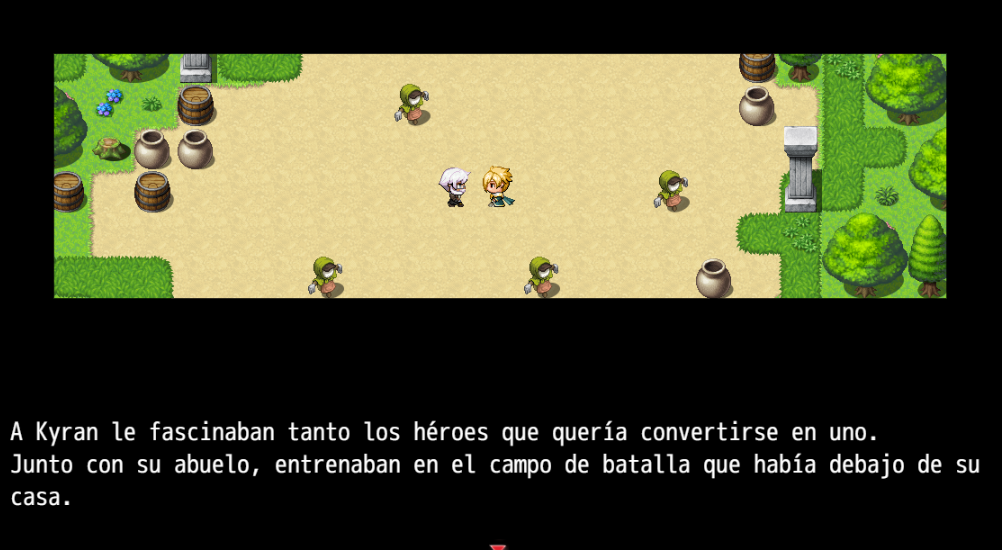 A Kyran le fascinaban tanto los héroes que quería convertirse en uno.
Junto con su abuelo, entrenaban en el campo de batalla que había debajo de su
casa.